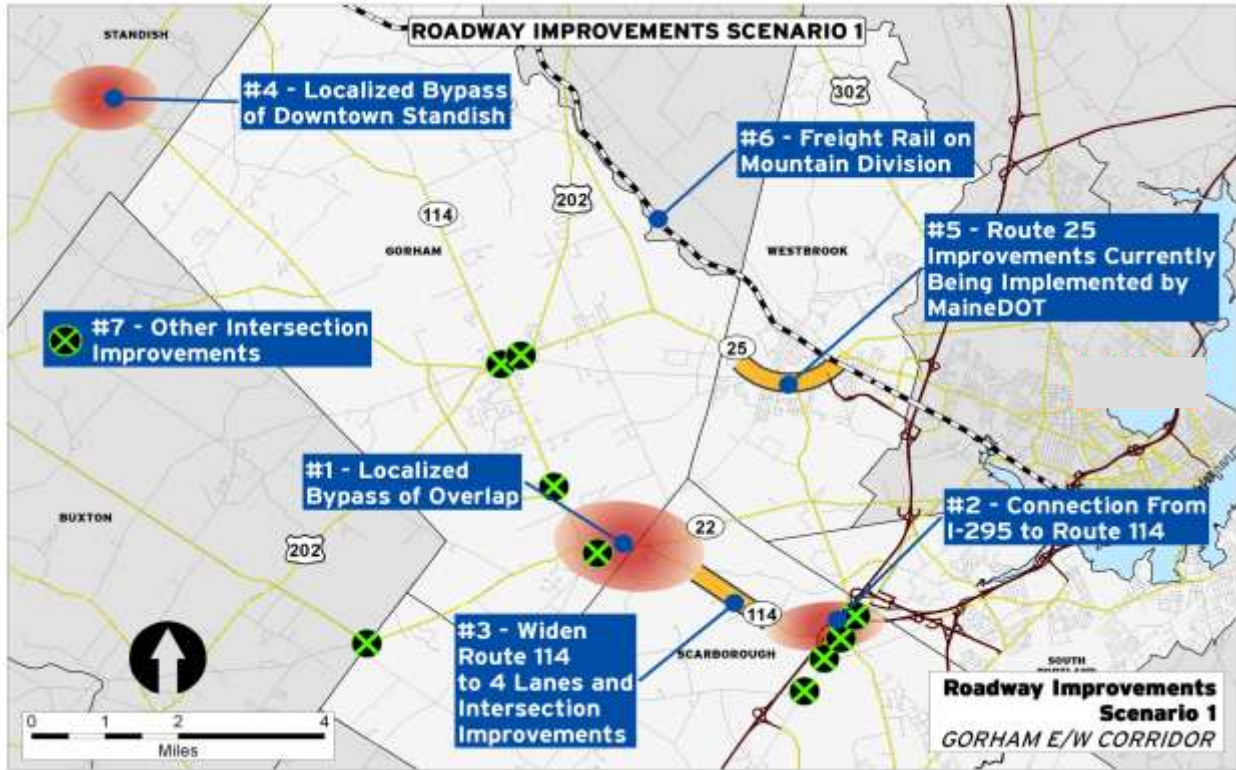 ROADWAY IMPROVEMENTS SCENARIO 1
STANDISH
#4 - Localized Bypass
of Downtown Standish
302
#6 - Freight Rail on
Mountain Division
202
114
GORHAM
WESTBROOK
#5 - Route 25
Improvements Currently
Being Implemented by
MaineDOT
#7 - Other Intersection
Improvements
25
#1 - Localized
Bypass of Overlap
22
#2 - Connection From
I-295 to Route 114
BUXTON
202
114
#3 - Widen
Route 114
to 4 Lanes and
Intersection
Improvements
SCARBOROUGH
SOUTH
0 1 2 4
Miles
Roadway Improvements
Scenario 1
GORHAM E/W CORRIDOR